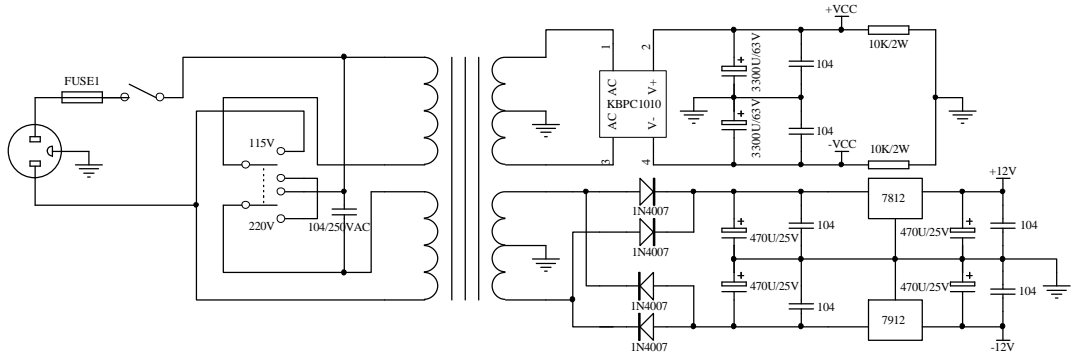 +VCC
FUSE1
1
2
AC
V+
KBPC1010
AC
V-
3
4
3300U/63V
3300U/63V
104
104
10K/2W
-VCC
10K/2W
115V
220V
104/250VAC
1N4007
1N4007
1N4007
1N4007
470U/25V
470U/25V
104
104
7812
7912
470U/25V
470U/25V
+12V
104
104
-12V
+
+
+
+
+
+